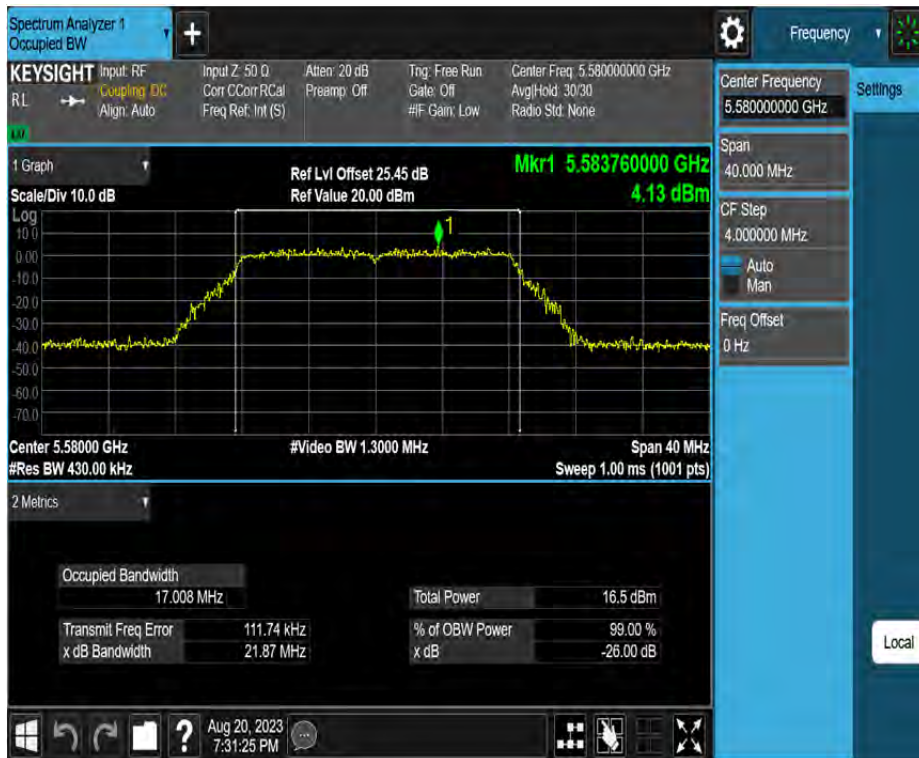 Spectrum Analyzer 1
Occupied BW
+
Frequency
KEYSIGHT
RL
Input: RF
Coupling: DC
Align: Auto
Input Z: 50 Ω
Corr CCorr RCal
Freq Ref: Int (S)
Atten: 20 dB
Preamp: Off
Trig: Free Run
Gate: Off
#IF Gain: Low
Center Freq: 5.580000000 GHz
Avg|Hold: 30/30
Radio Std: None
Center Frequency
5.580000000 GHz
Settings
Span
40.000 MHz
CF Step
4.000000 MHz
Auto
Man
Freq Offset
0 Hz
1 Graph
Scale/Div 10.0 dB
Ref Lvl Offset 25.45 dB
Ref Value 20.00 dBm
Mkr1 5.583760000 GHz
4.13 dBm
Log
10.0
0.00
-10.0
-20.0
-30.0
-40.0
-50.0
-60.0
-70.0
1
Center 5.58000 GHz
#Video BW 1.3000 MHz
Span 40 MHz
#Res BW 430.00 kHz
Sweep 1.00 ms (1001 pts)
2 Metrics
Occupied Bandwidth
17.008 MHz
Total Power 16.5 dBm
Transmit Freq Error 111.74 kHz
% of OBW Power 99.00 %
x dB Bandwidth 21.87 MHz
x dB -26.00 dB
Local
?
Aug 20, 2023
7:31:25 PM